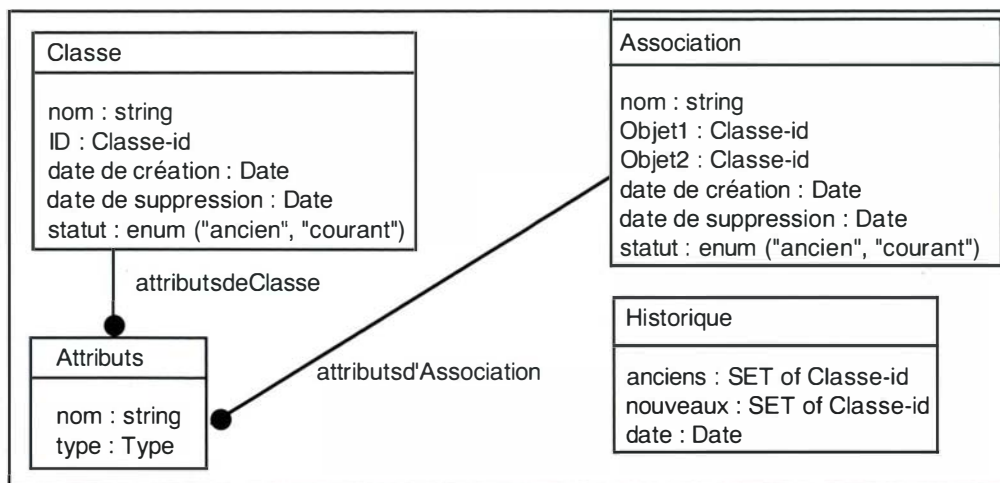 Classe
nom : string
ID : Classe-id
date de création : Date
date de suppression : Date
statut : enum ("ancien", "courant")
Association
nom : string
Objet1 : Classe-id
Objet2 : Classe-id
date de création : Date
date de suppression : Date
statut : enum ("ancien", "courant")
attributsdeClasse
Attributs
nom : string
type : Type
attributsd'Association
Historique
anciens : SET of Classe-id
nouveaux : SET of Classe-id
date : Date